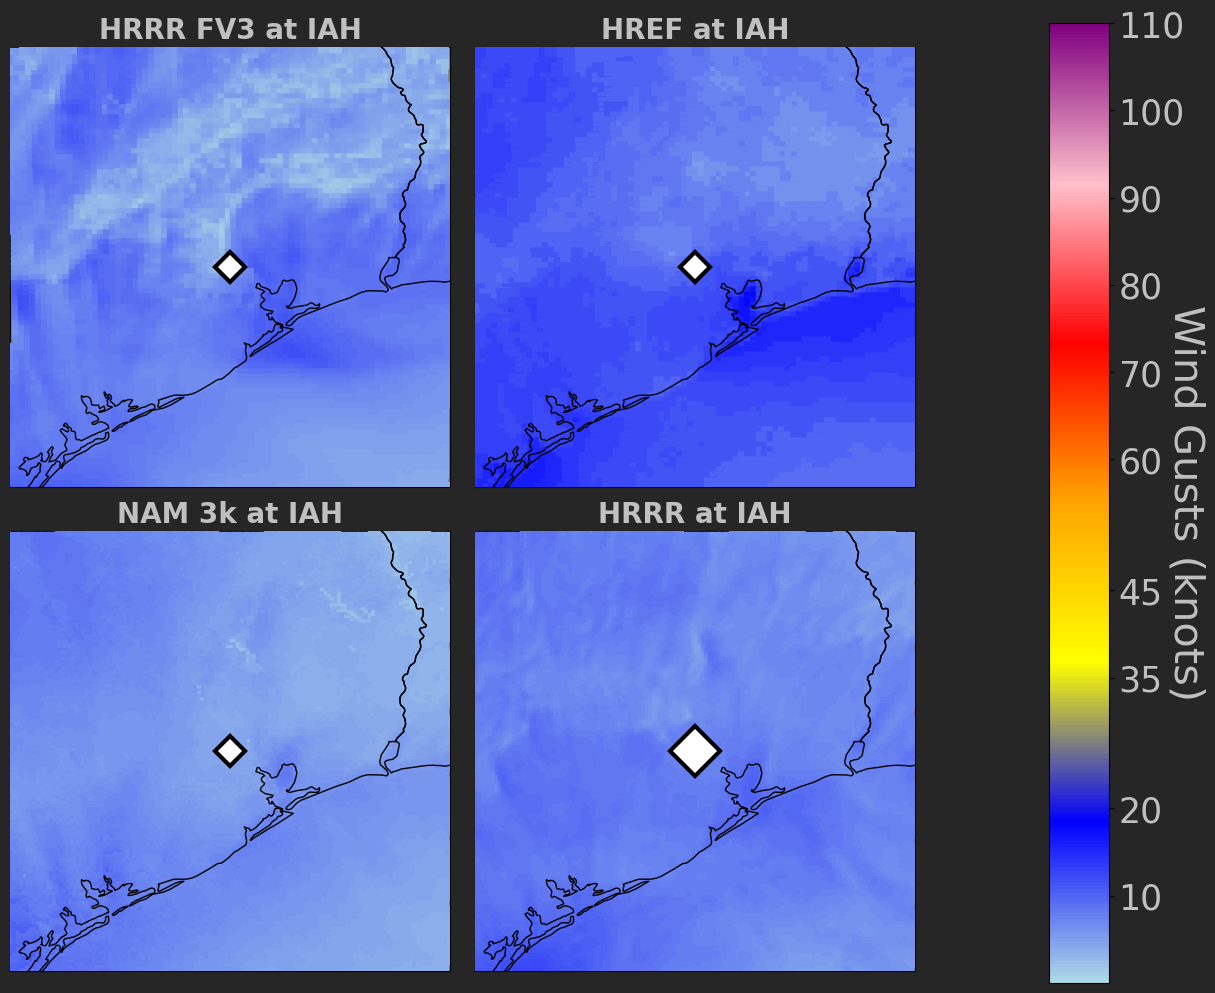 HRRR FV3 at IAH
HREF at IAH
NAM 3k at IAH
HRRR at IAH
110
100
90
80
70
60
45
35
20
10
Wind Gusts (knots)